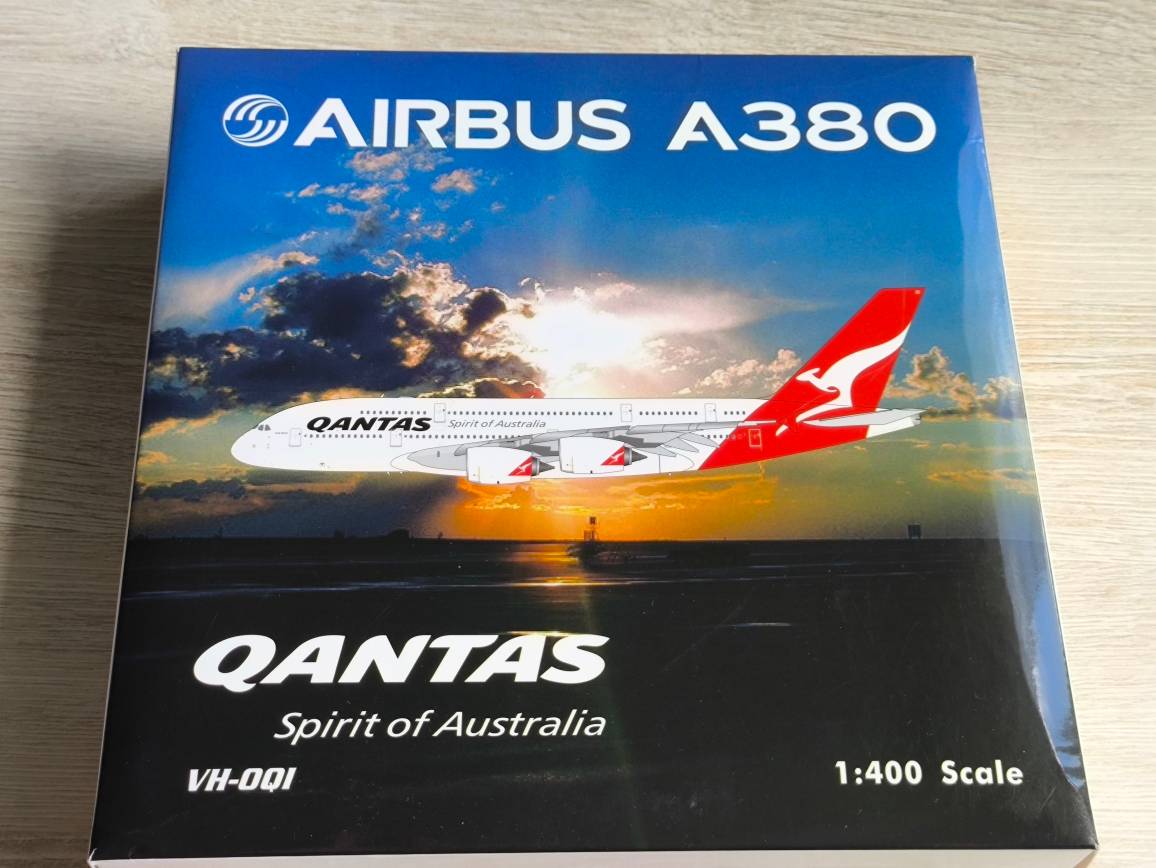 AIRBUS A380
QANTAS Spirit of Australia
QANTAS
Spirit of Australia
VH-OQI
1:400 Scale